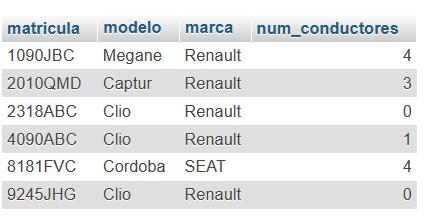 matricula modelo marca num_conductores
1090JBC Megane Renault 4
2010QMD Captur Renault 3
2318ABC Clio Renault 0
4090ABC Clio Renault 1
8181FVC Cordoba SEAT 4
9245JHG Clio Renault 0